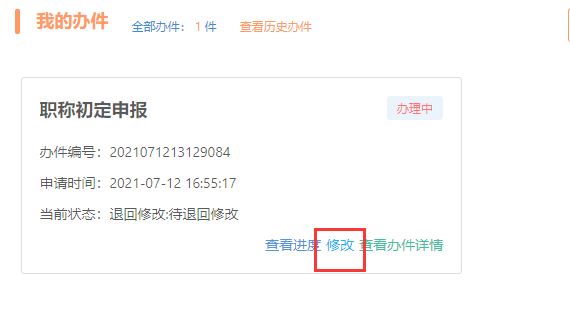 我的办件 全部办件： 1 件 查看历史办件
职称初定申报 办理中
办件编号：2021071213129084
申请时间：2021-07-12 16:55:17
当前状态：退回修改:待退回修改
查看进度 修改 查看办件详情